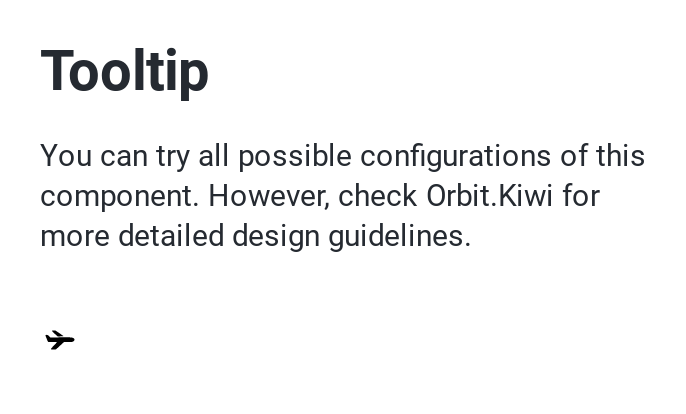 Tooltip
You can try all possible configurations of this
component. However, check Orbit.Kiwi for
more detailed design guidelines.